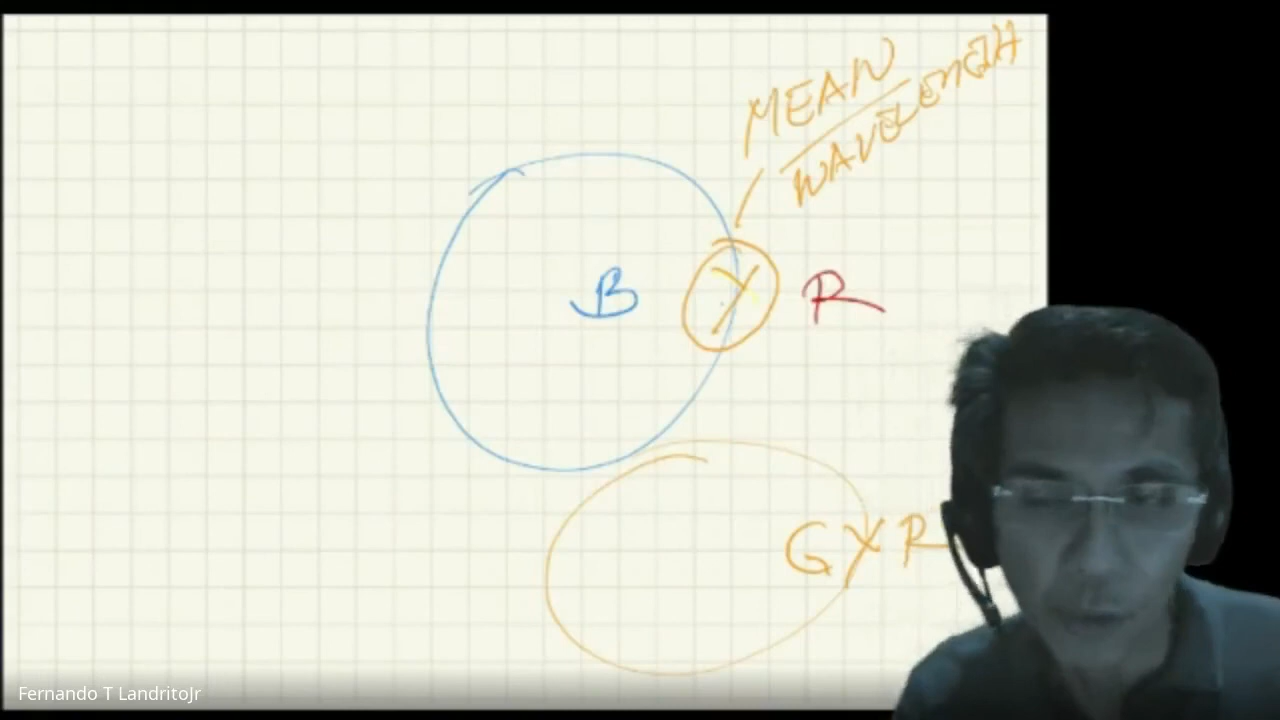 MEAN
WAVELENGTH
B Y R
G Y R
Fernando T LandritoJr